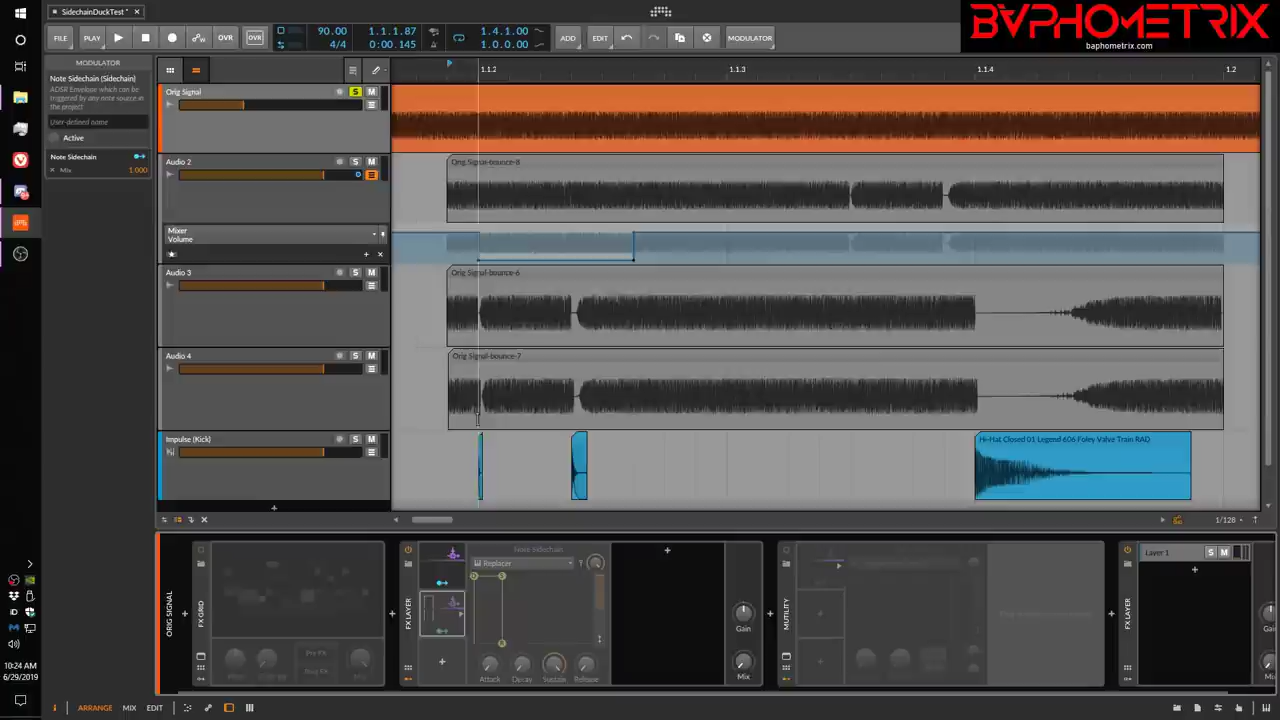 SidechainDuckTest *
BAPHOMETRIX
baphometrix.com
FILE
PLAY
OVR
OVR
90.00
4/4
1.1.1.87
0:00.145
1.4.1.00
1.0.0.00
ADD
EDIT
MODULATOR
MODULATOR
Note Sidechain (Sidechain)
ADSR Envelope which can be
triggered by any note source in
the project
User-defined name
Active
Note Sidechain
Mix
1.000
1.1.2
1.1.3
1.1.4
1.2
Orig Signal
S
M
Audio 2
S
M
Orig Signal-bounce-8
Mixer
Volume
Audio 3
S
M
Orig Signal-bounce-6
Audio 4
S
M
Orig Signal-bounce-7
Impulse (Kick)
S
M
Hi-Hat Closed 01 Legend 606 Foley Valve Train RAD
1/128
ORIG SIGNAL
FX GRID
Pre FX
FX LAYER
Note Sidechain
Replacer
Attack
Decay
Sustain
Release
Gain
Mix
MUTILITY
FX LAYER
Layer 1
S
M
10:24 AM
6/29/2019
ARRANGE
MIX
EDIT